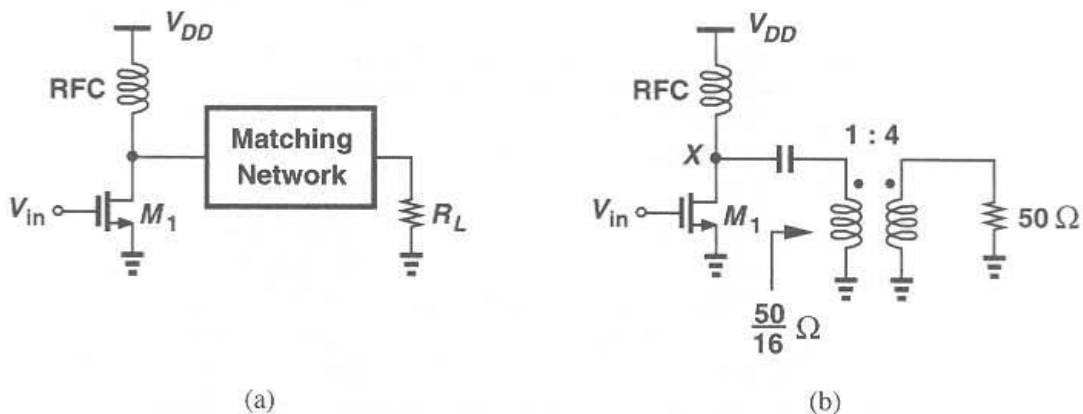 V_DD
RFC
Matching
Network
V_in
M_1
R_L
(a)
V_DD
RFC
1 : 4
X
V_in
M_1
50 Ω
50
16 Ω
(b)